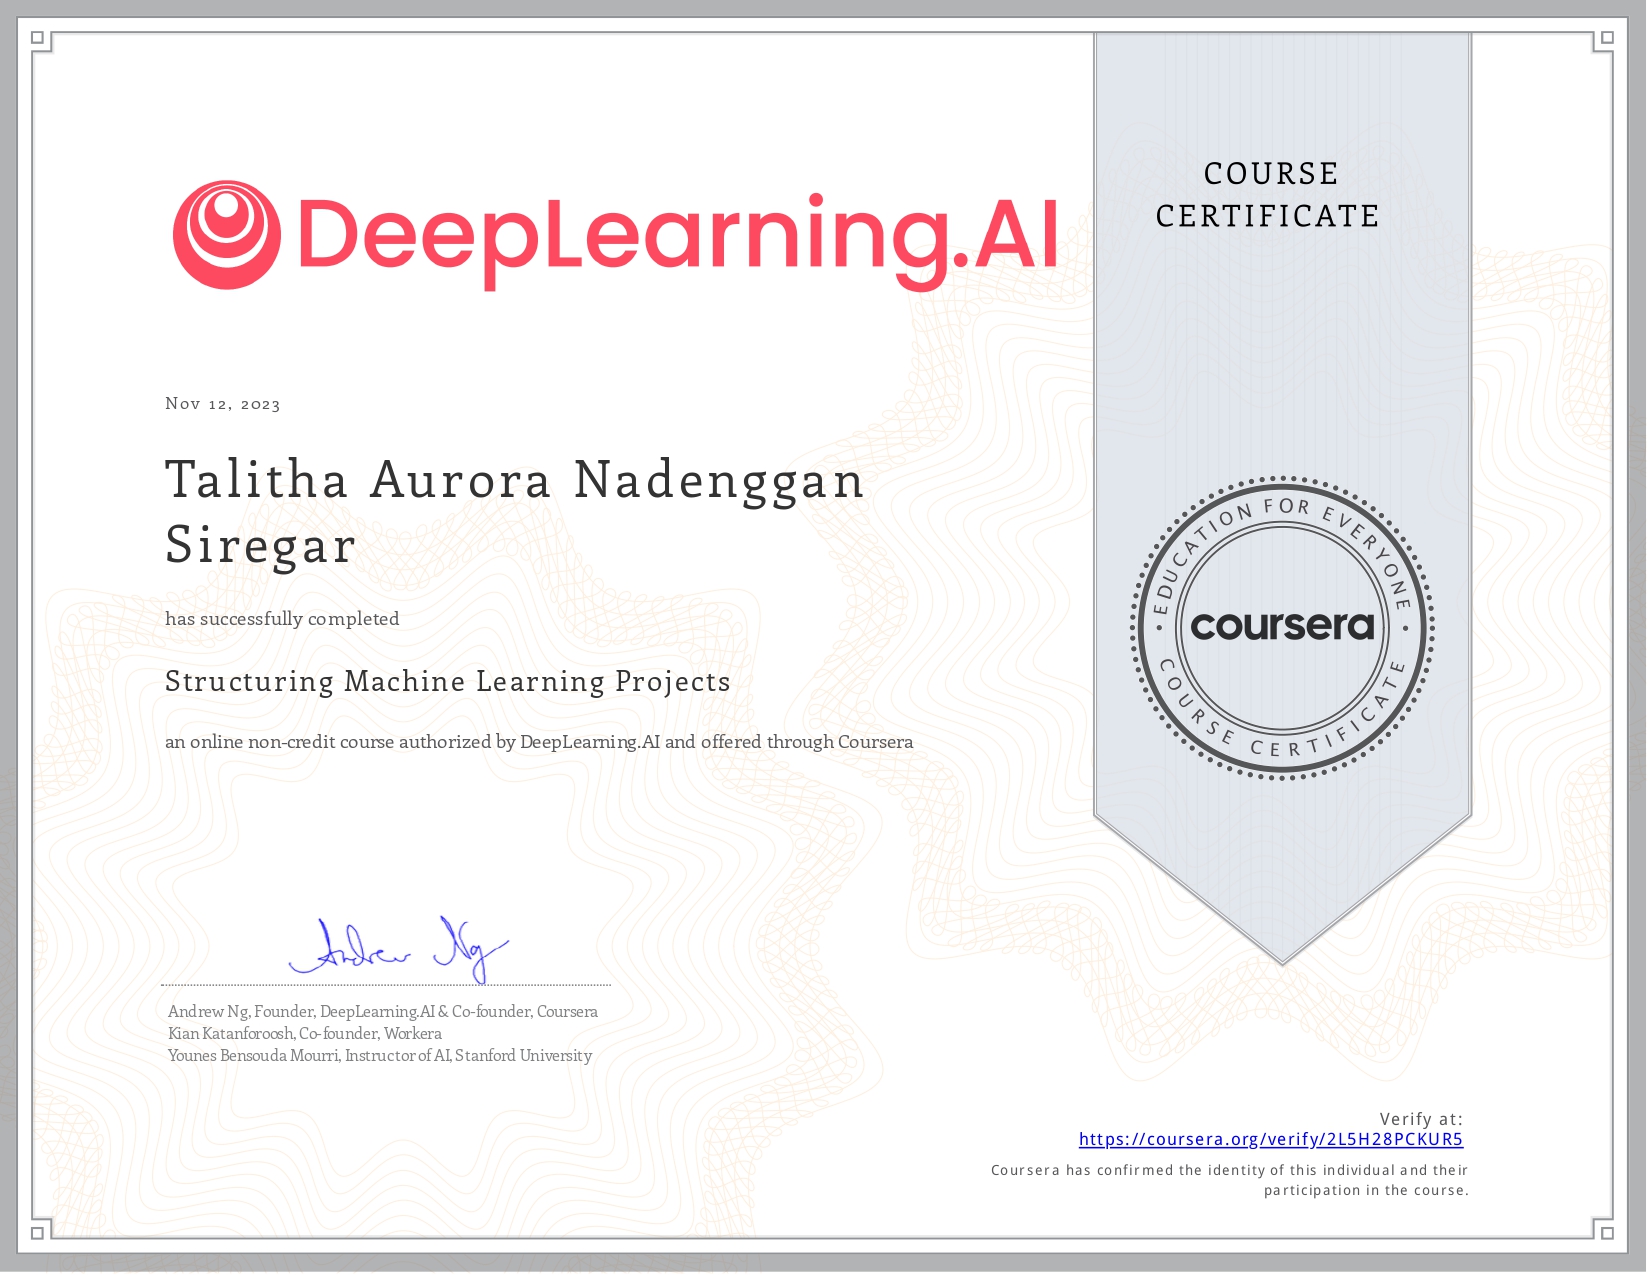 DeepLearning.AI
COURSE
CERTIFICATE
Nov 12, 2023
Talitha Aurora Nadenggan
Siregar
has successfully completed
Structuring Machine Learning Projects
an online non-credit course authorized by DeepLearning.AI and offered through Coursera
EDUCATION FOR EVERYONE
coursera
COURSE CERTIFICATE
Andrew Ng
Andrew Ng, Founder, DeepLearning.AI & Co-founder, Coursera
Kian Katanforoosh, Co-founder, Workera
Younes Bensouda Mourri, Instructor of AI, Stanford University
Verify at:
https://coursera.org/verify/2L5H28PCKUR5
Coursera has confirmed the identity of this individual and their
participation in the course.